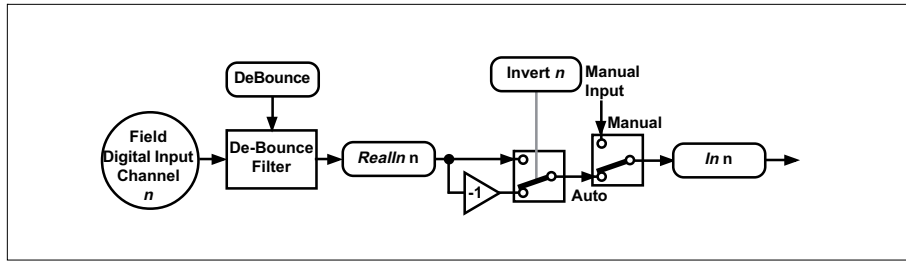 DeBounce
Invert n
Manual
Input
Manual
Field
Digital Input
Channel
n
De-Bounce
Filter
RealIn n
-1
Auto
In n